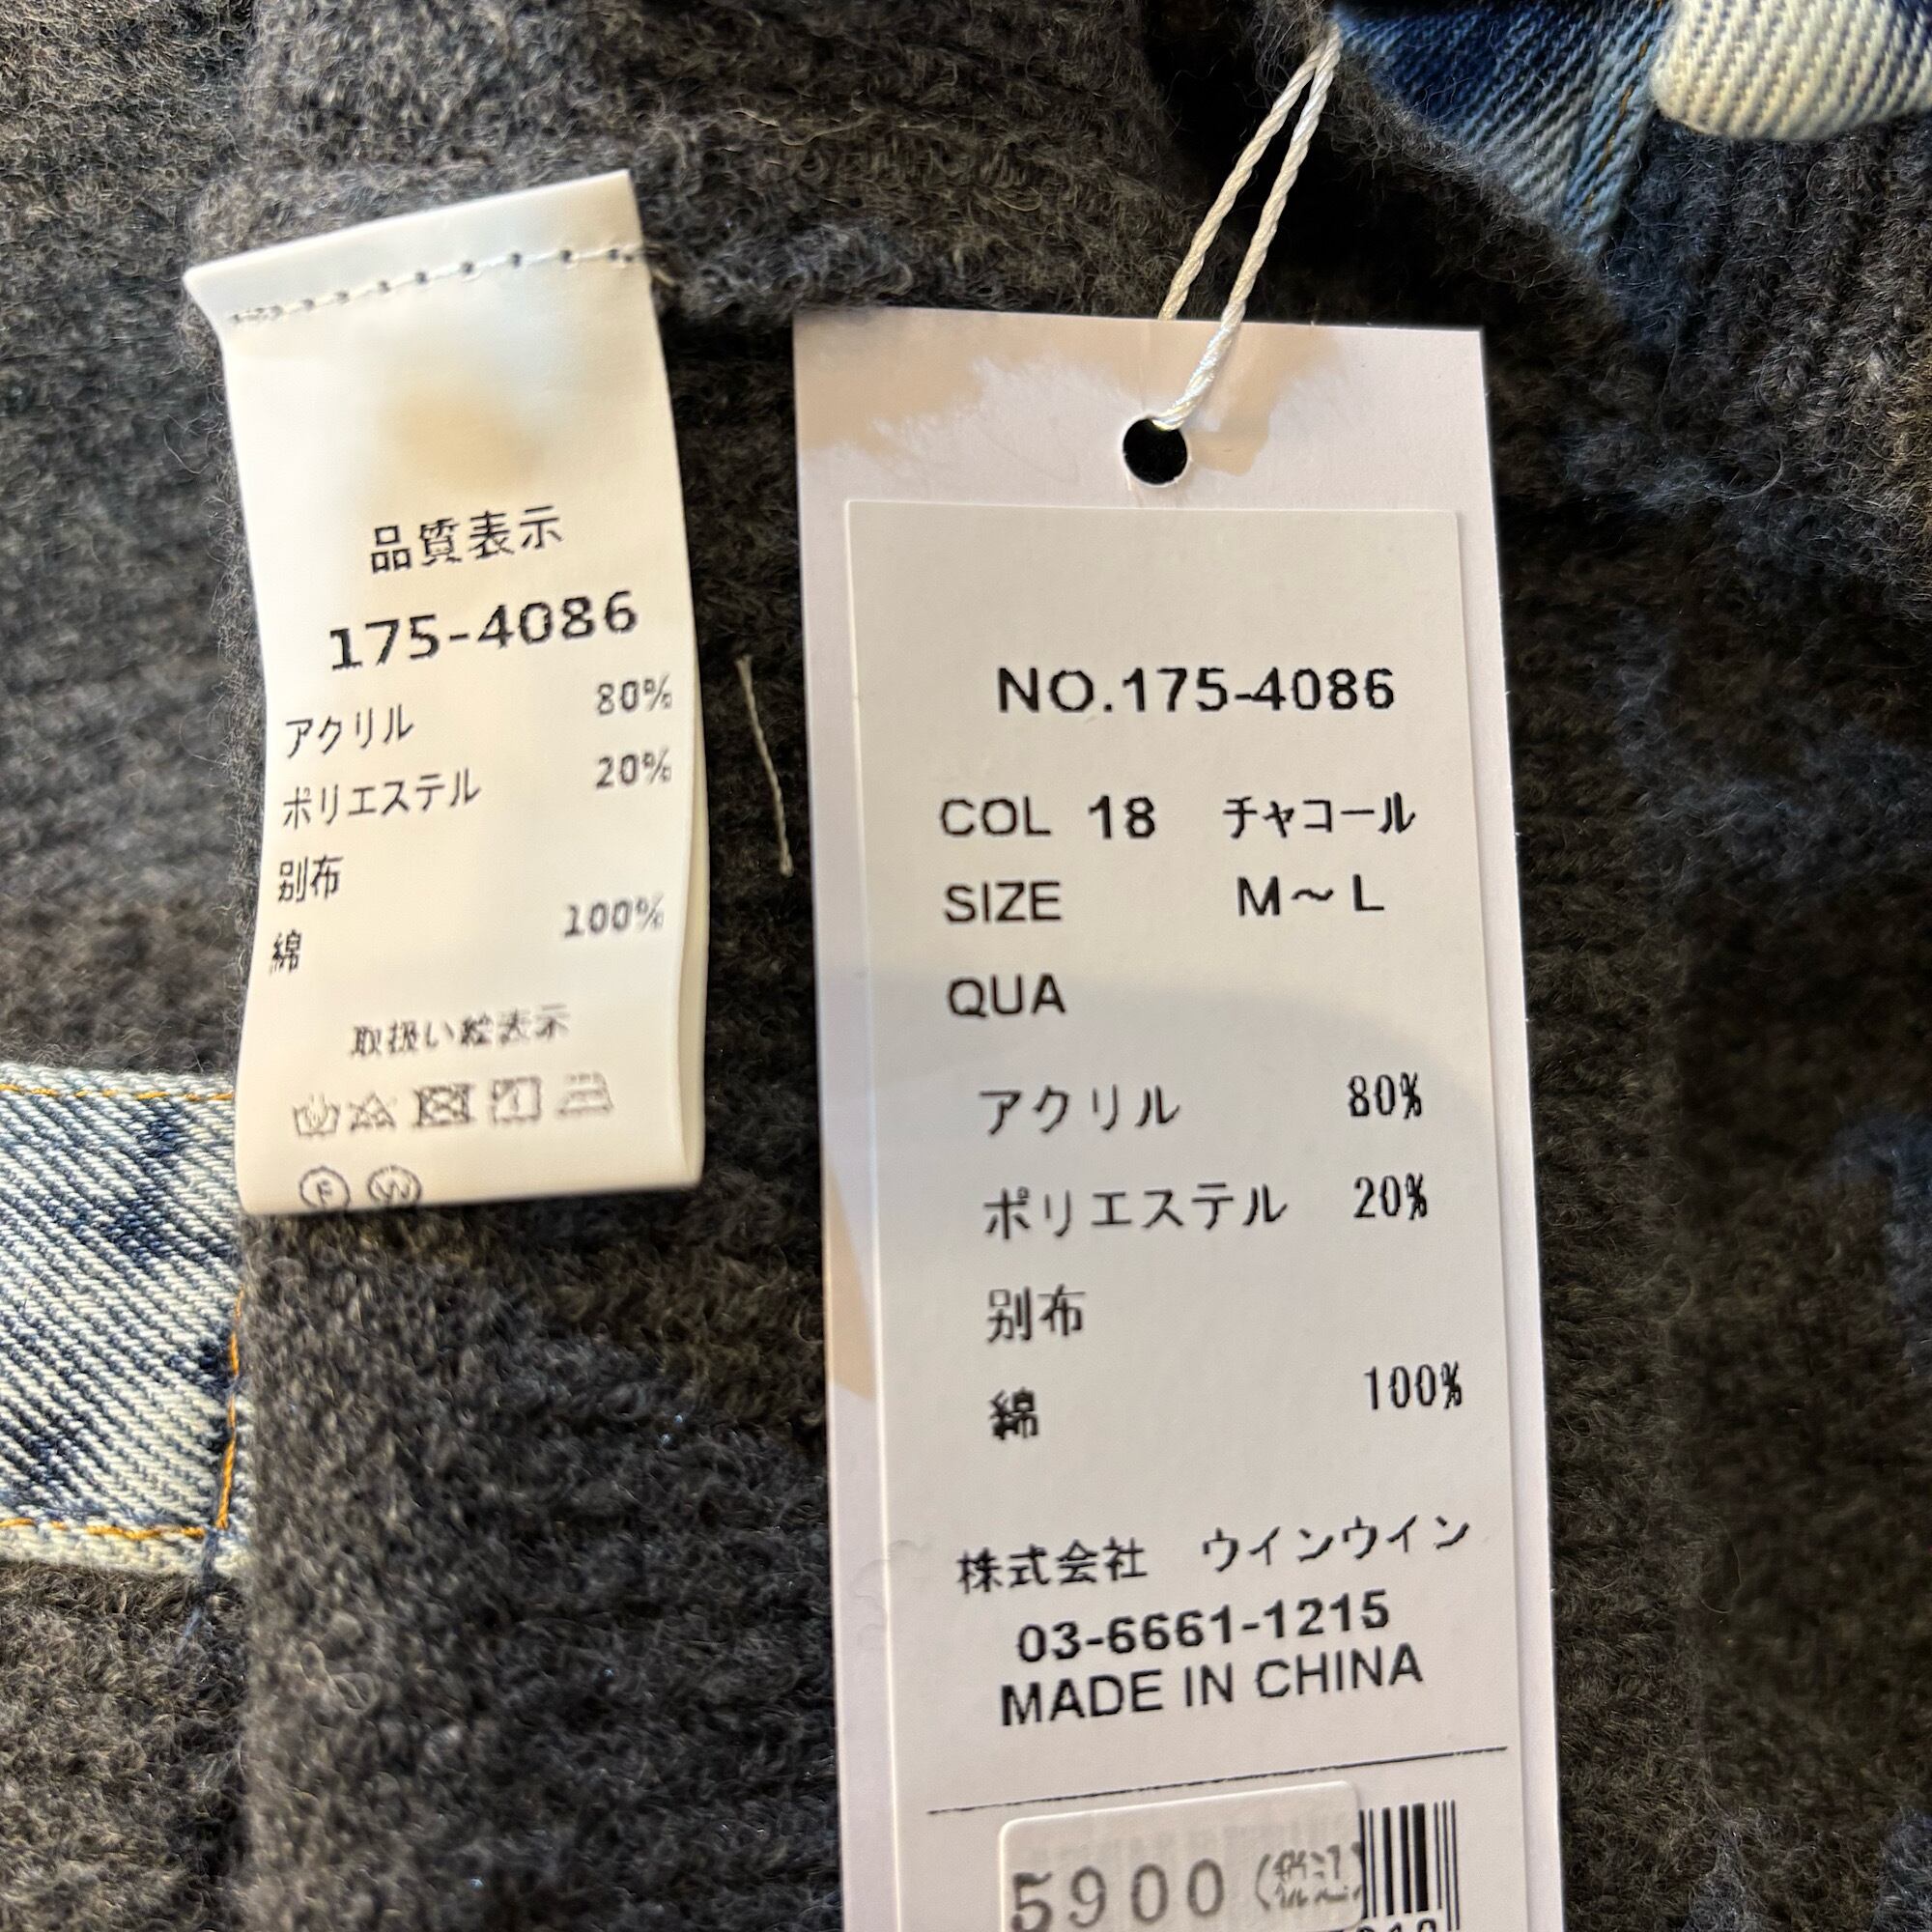 品質表示
175-4086
アクリル 80%
ポリエステル 20%
別布
綿 100%
取扱い絵表示
NO.175-4086
COL 18 チャコール
SIZE M～L
QUA
アクリル 80%
ポリエステル 20%
別布
綿 100%
株式会社 ウインウイン
03-6661-1215
MADE IN CHINA
5900